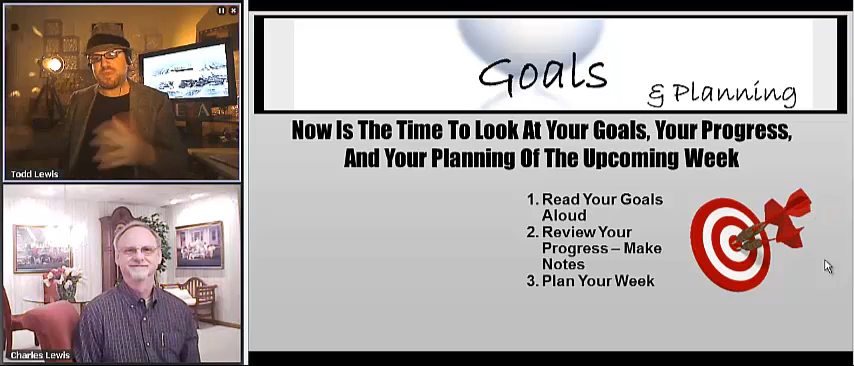 Todd Lewis
Charles Lewis
Goals
& Planning
Now Is The Time To Look At Your Goals, Your Progress,
And Your Planning Of The Upcoming Week
1. Read Your Goals
Aloud
2. Review Your
Progress – Make
Notes
3. Plan Your Week